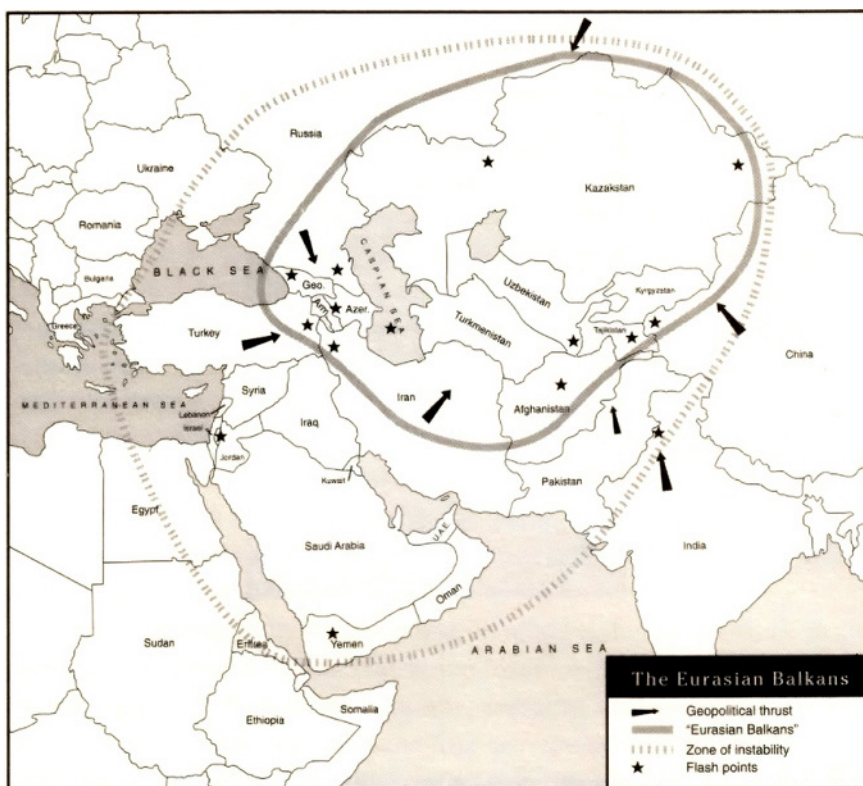 Russia
Ukraine
Kazakstan
Romania
CASPIAN SEA
BLACK SEA
Geo.
Bulgaria
Uzbekistan
Kyrgyzstan
Arm.
Azer.
Greece
Turkey
Turkmenistan
Tajikistan
China
Syria
Iran
Afghanistan
MEDITERRANEAN SEA
Lebanon
Israel
Iraq
Jordan
Kuwait
Pakistan
Egypt
U.A.E.
India
Saudi Arabia
Oman
Sudan
Eritrea
Yemen
ARABIAN SEA
Ethiopia
Somalia
The Eurasian Balkans
Geopolitical thrust
"Eurasian Balkans"
Zone of instability
Flash points